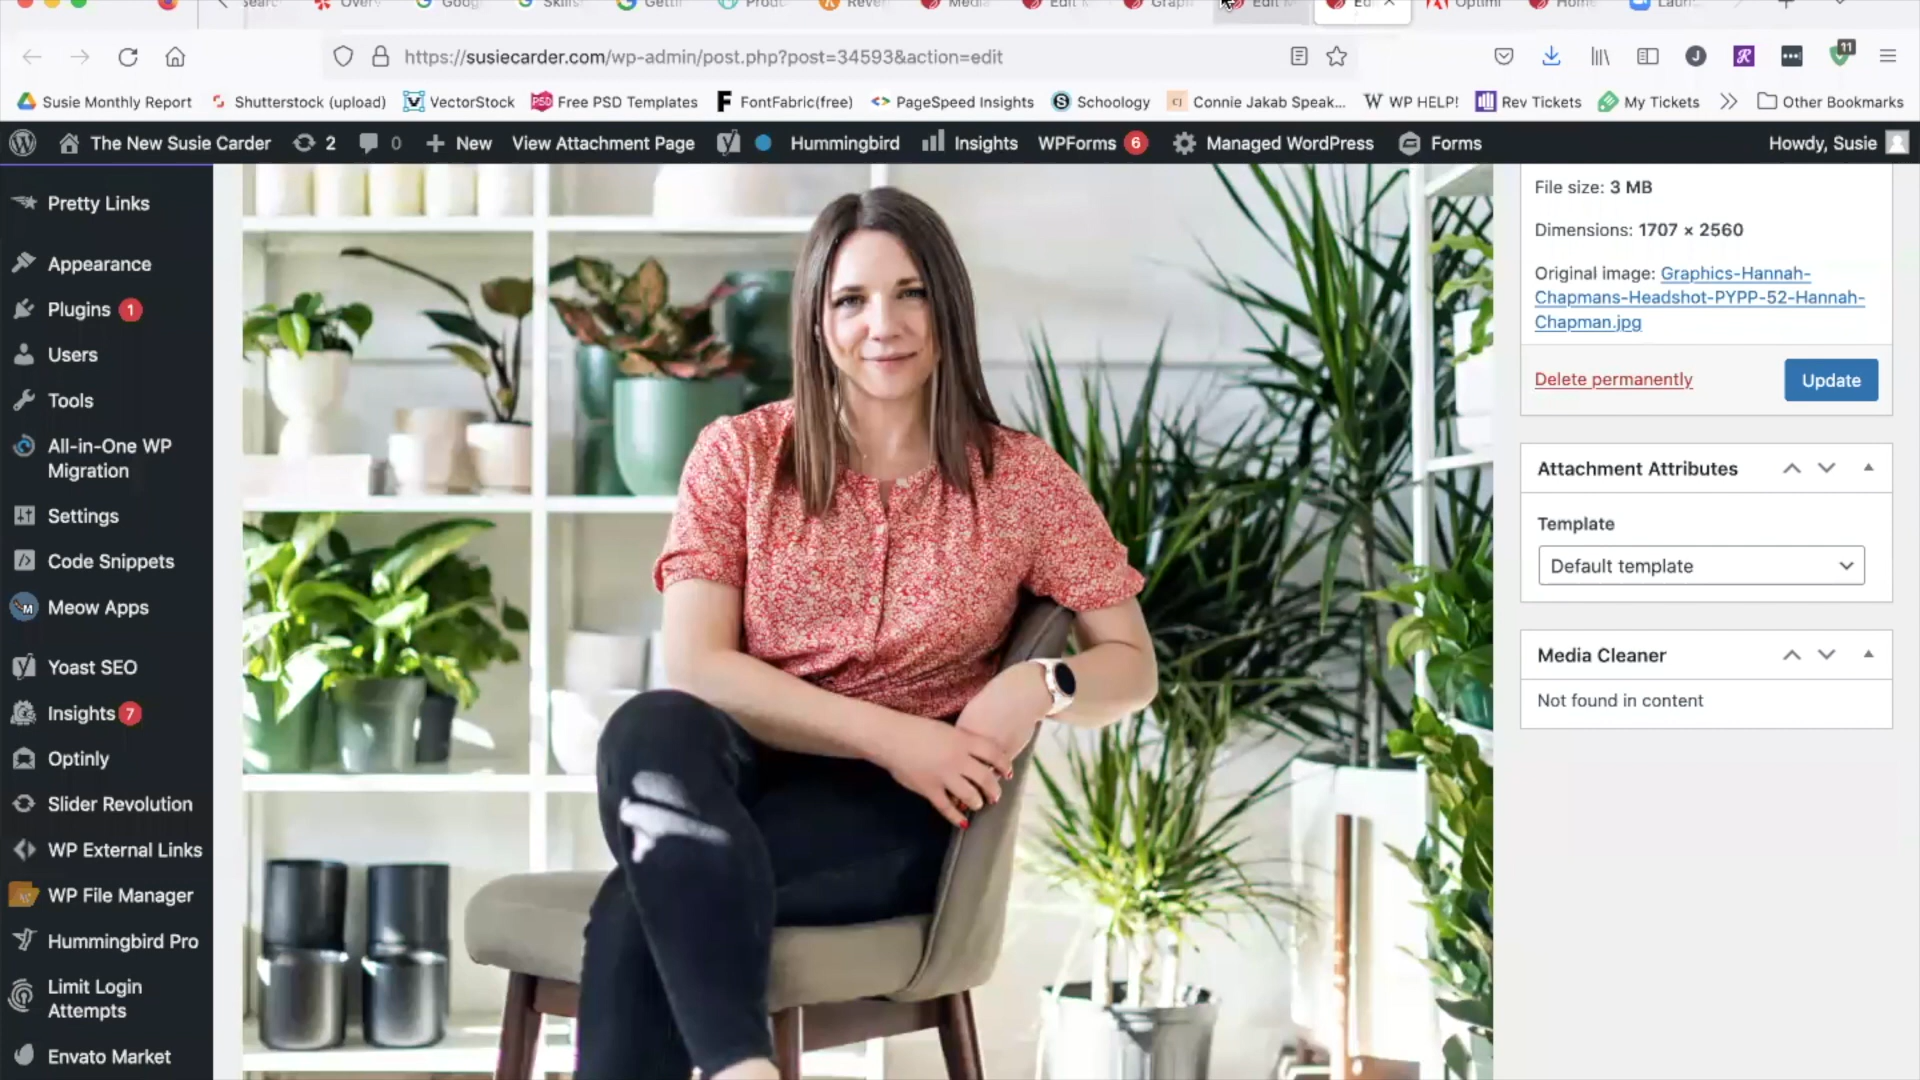 https://susiecarder.com/wp-admin/post.php?post=34593&action=edit
11
Susie Monthly Report Shutterstock (upload) VectorStock Free PSD Templates FontFabric(free) PageSpeed Insights Schoology Connie Jakab Speak... WP HELP! Rev Tickets My Tickets Other Bookmarks
The New Susie Carder 2 0 New View Attachment Page Hummingbird Insights WPForms 6 Managed WordPress Forms Howdy, Susie
Pretty Links
Appearance
Plugins 1
Users
Tools
All-in-One WP
Migration
Settings
Code Snippets
Meow Apps
Yoast SEO
Insights 7
Optinly
Slider Revolution
WP External Links
WP File Manager
Hummingbird Pro
Limit Login
Attempts
Envato Market
File size: 3 MB
Dimensions: 1707 × 2560
Original image: Graphics-Hannah-
Chapmans-Headshot-PYPP-52-Hannah-
Chapman.jpg
Delete permanently Update
Attachment Attributes
Template
Default template
Media Cleaner
Not found in content